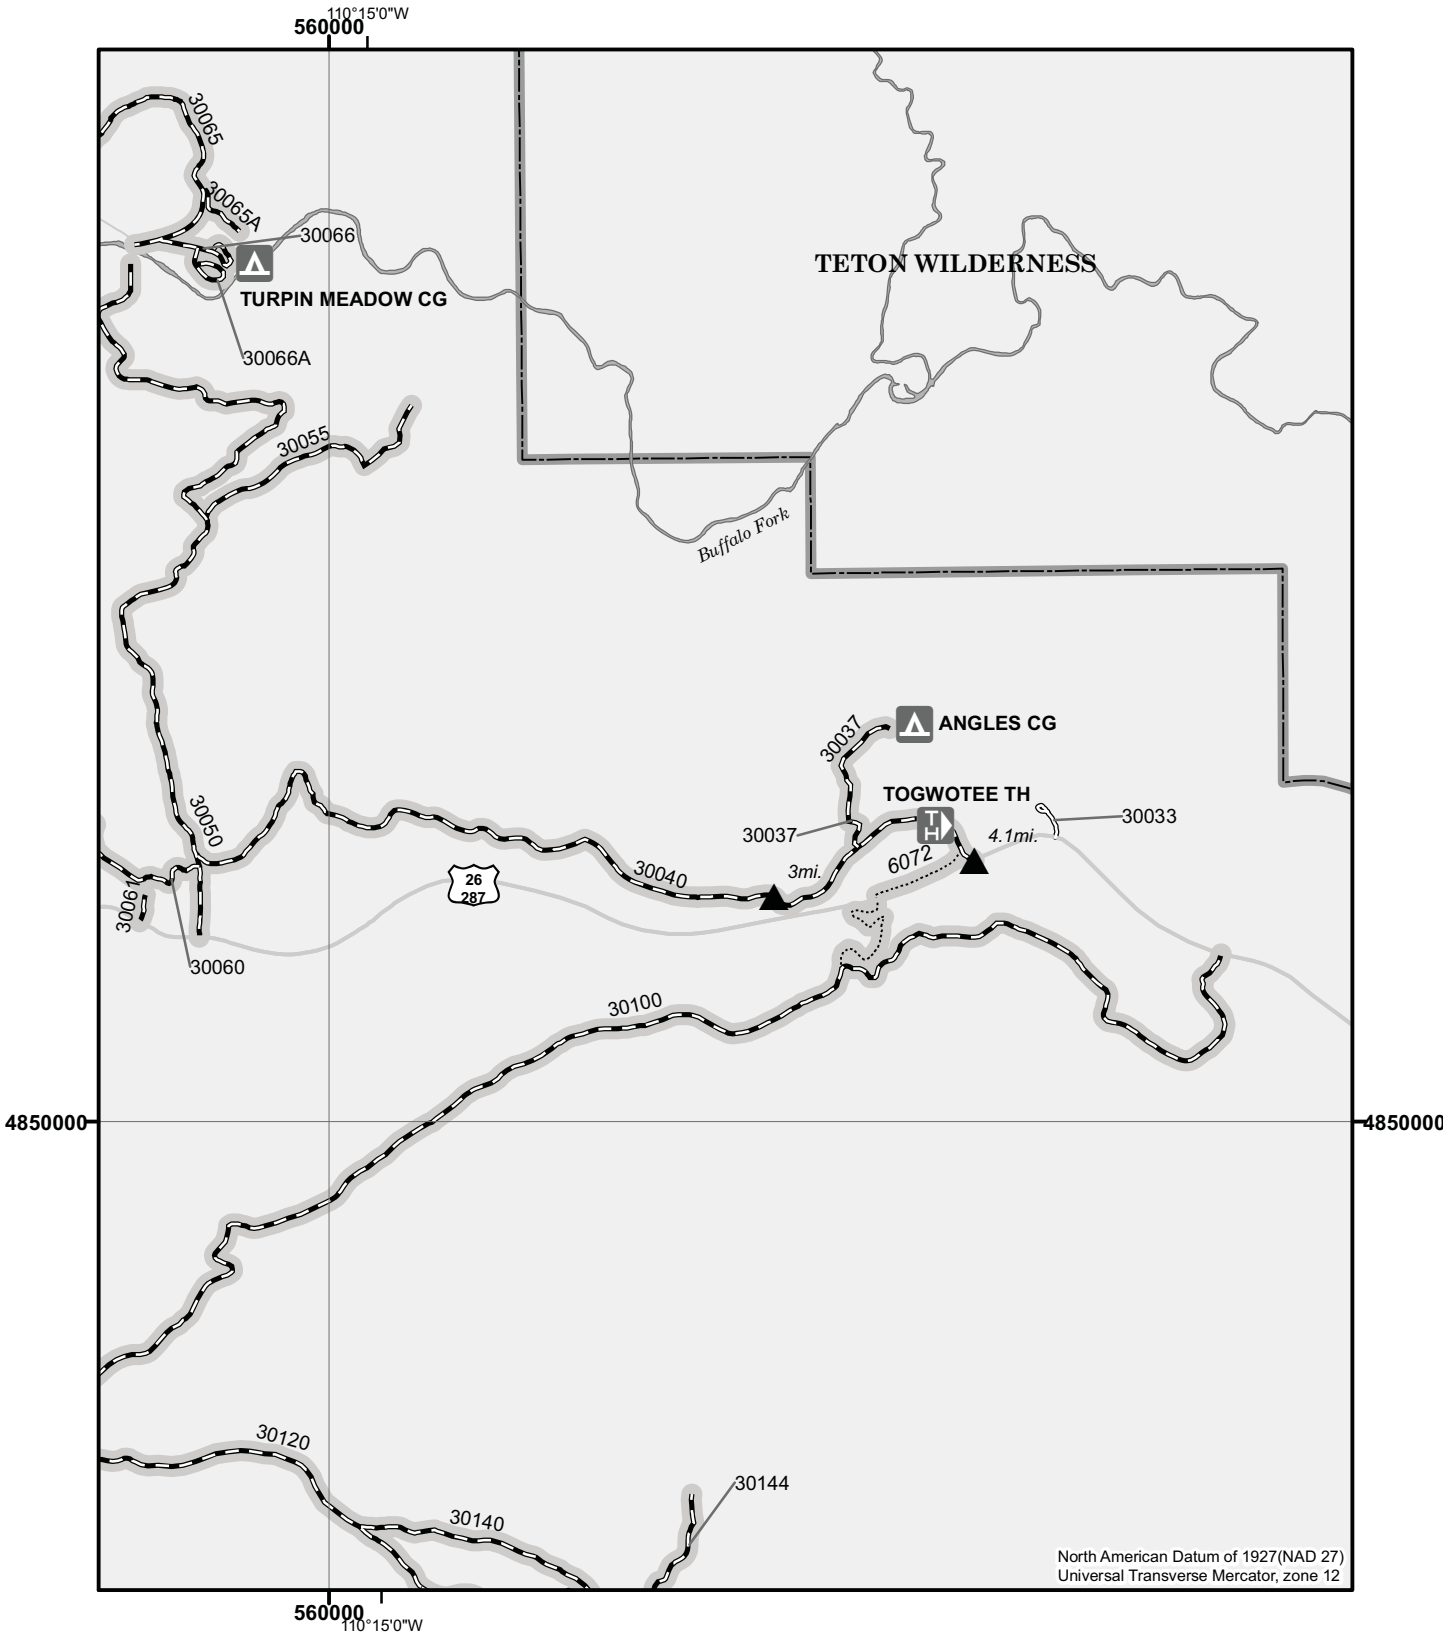 110°15'0"W
560000
30065
30065A
30066
TETON WILDERNESS
TURPIN MEADOW CG
30066A
30055
Buffalo Fork
30037
ANGLES CG
TOGWOTEE TH
T
H
30050
30037
4.1mi.
30033
6072
3mi.
30040
26
287
30061
30060
30100
4850000
4850000
30120
30144
30140
North American Datum of 1927(NAD 27)
Universal Transverse Mercator, zone 12
560000
110°15'0"W